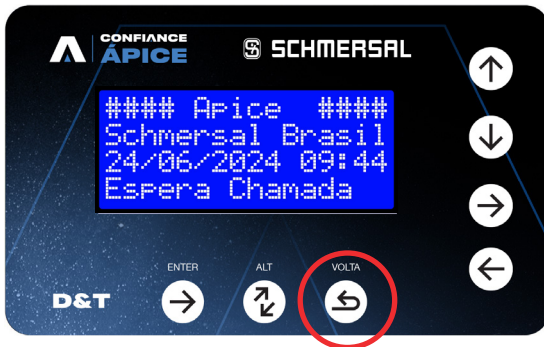 CONFIANCE
ÁPICE
SCHMERSAL
#### Apice ####
Schmersal Brasil
24/06/2024 09:44
Espera Chamada
ENTER
ALT
VOLTA
D&T